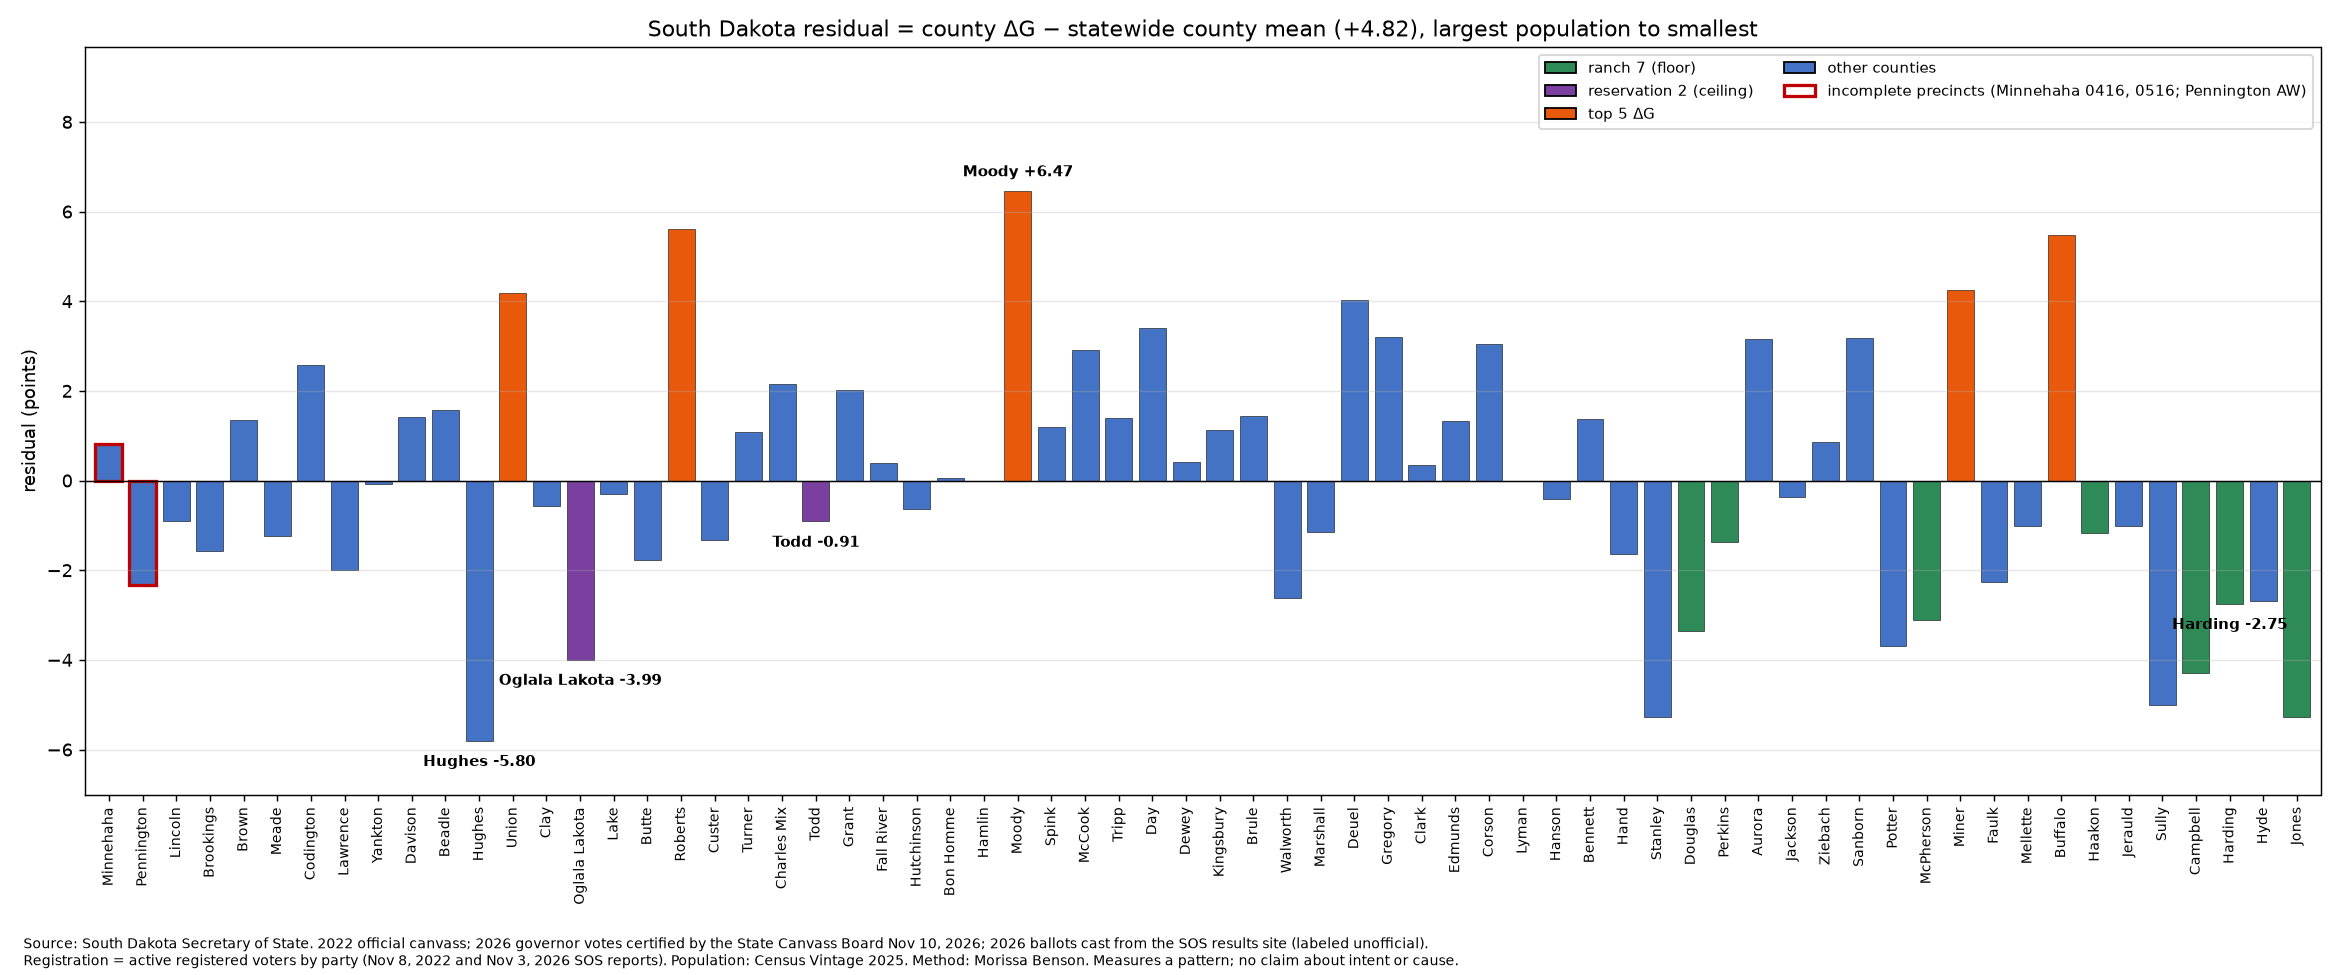 South Dakota residual = county ΔG − statewide county mean (+4.82), largest population to smallest
ranch 7 (floor)
reservation 2 (ceiling)
top 5 ΔG
other counties
incomplete precincts (Minnehaha 0416, 0516; Pennington AW)
residual (points)
8
6
4
2
0
−2
−4
−6
Moody +6.47
Todd -0.91
Harding -2.75
Oglala Lakota -3.99
Hughes -5.80
Minnehaha
Pennington
Lincoln
Brookings
Brown
Meade
Codington
Lawrence
Yankton
Davison
Beadle
Hughes
Union
Clay
Oglala Lakota
Lake
Butte
Roberts
Custer
Turner
Charles Mix
Todd
Grant
Fall River
Hutchinson
Bon Homme
Hamlin
Moody
Spink
McCook
Tripp
Day
Dewey
Kingsbury
Brule
Walworth
Marshall
Deuel
Gregory
Clark
Edmunds
Corson
Lyman
Hanson
Bennett
Hand
Stanley
Douglas
Perkins
Aurora
Jackson
Ziebach
Sanborn
Potter
McPherson
Miner
Faulk
Mellette
Buffalo
Haakon
Jerauld
Sully
Campbell
Harding
Hyde
Jones
Source: South Dakota Secretary of State. 2022 official canvass; 2026 governor votes certified by the State Canvass Board Nov 10, 2026; 2026 ballots cast from the SOS results site (labeled unofficial).
Registration = active registered voters by party (Nov 8, 2022 and Nov 3, 2026 SOS reports). Population: Census Vintage 2025. Method: Morissa Benson. Measures a pattern; no claim about intent or cause.